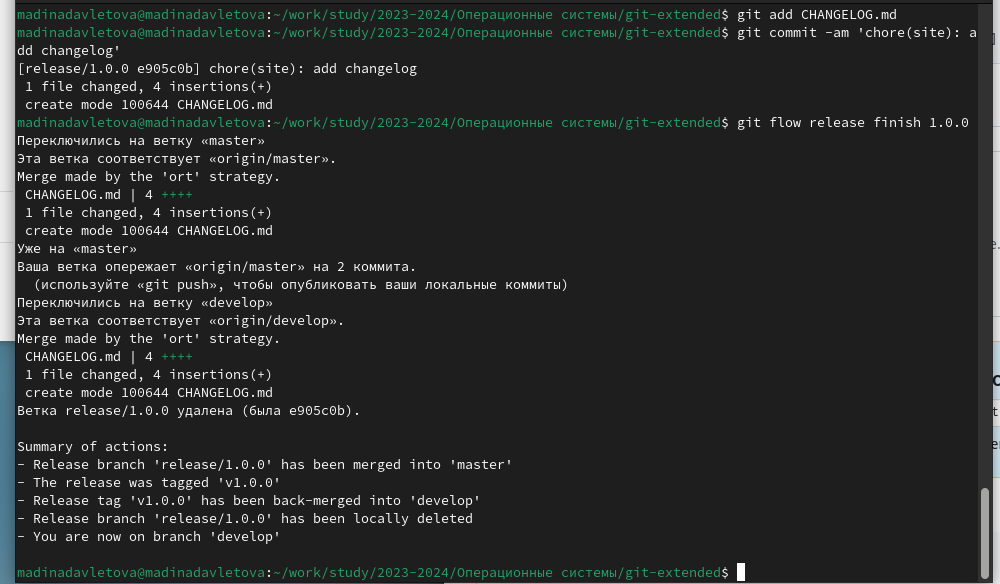 madinadavletova@madinadavletova:~/work/study/2023-2024/Операционные системы/git-extended$ git add CHANGELOG.md
madinadavletova@madinadavletova:~/work/study/2023-2024/Операционные системы/git-extended$ git commit -am 'chore(site): a
dd changelog'
[release/1.0.0 e905c0b] chore(site): add changelog
 1 file changed, 4 insertions(+)
 create mode 100644 CHANGELOG.md
madinadavletova@madinadavletova:~/work/study/2023-2024/Операционные системы/git-extended$ git flow release finish 1.0.0
Переключились на ветку «master»
Эта ветка соответствует «origin/master».
Merge made by the 'ort' strategy.
 CHANGELOG.md | 4 ++++
 1 file changed, 4 insertions(+)
 create mode 100644 CHANGELOG.md
Уже на «master»
Ваша ветка опережает «origin/master» на 2 коммита.
  (используйте «git push», чтобы опубликовать ваши локальные коммиты)
Переключились на ветку «develop»
Эта ветка соответствует «origin/develop».
Merge made by the 'ort' strategy.
 CHANGELOG.md | 4 ++++
 1 file changed, 4 insertions(+)
 create mode 100644 CHANGELOG.md
Ветка release/1.0.0 удалена (была e905c0b).

Summary of actions:
- Release branch 'release/1.0.0' has been merged into 'master'
- The release was tagged 'v1.0.0'
- Release tag 'v1.0.0' has been back-merged into 'develop'
- Release branch 'release/1.0.0' has been locally deleted
- You are now on branch 'develop'

madinadavletova@madinadavletova:~/work/study/2023-2024/Операционные системы/git-extended$